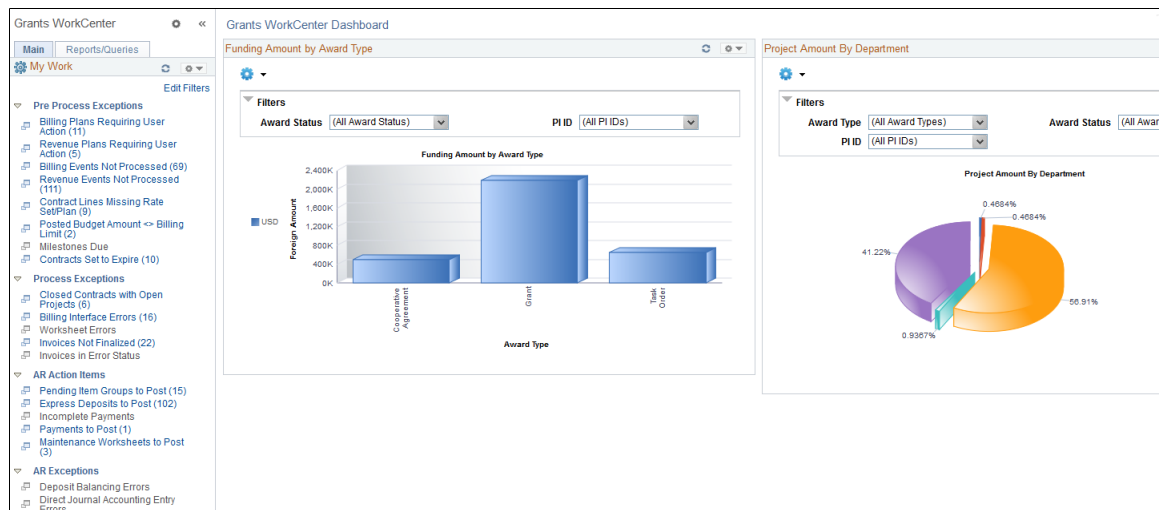 Grants WorkCenter
Main
Reports/Queries
My Work
Edit Filters
Pre Process Exceptions
Billing Plans Requiring User
Action (11)
Revenue Plans Requiring User
Action (5)
Billing Events Not Processed (69)
Revenue Events Not Processed
(111)
Contract Lines Missing Rate
Set/Plan (9)
Posted Budget Amount <> Billing
Limit (2)
Milestones Due
Contracts Set to Expire (10)
Process Exceptions
Closed Contracts with Open
Projects (6)
Billing Interface Errors (16)
Worksheet Errors
Invoices Not Finalized (22)
Invoices in Error Status
AR Action Items
Pending Item Groups to Post (15)
Express Deposits to Post (102)
Incomplete Payments
Payments to Post (1)
Maintenance Worksheets to Post
(3)
AR Exceptions
Deposit Balancing Errors
Direct Journal Accounting Entry
Errors
Grants WorkCenter Dashboard
Funding Amount by Award Type
Filters
Award Status (All Award Status)
PI ID (All PI IDs)
Funding Amount by Award Type
2,400K
2,000K
1,600K
1,200K
800K
400K
0K
Foreign Amount
USD
Cooperative
Agreement
Grant
Task
Order
Award Type
Project Amount By Department
Filters
Award Type (All Award Types)
Award Status (All Awar
PI ID (All PI IDs)
Project Amount By Department
0.4684%
0.4684%
41.22%
56.91%
0.9367%